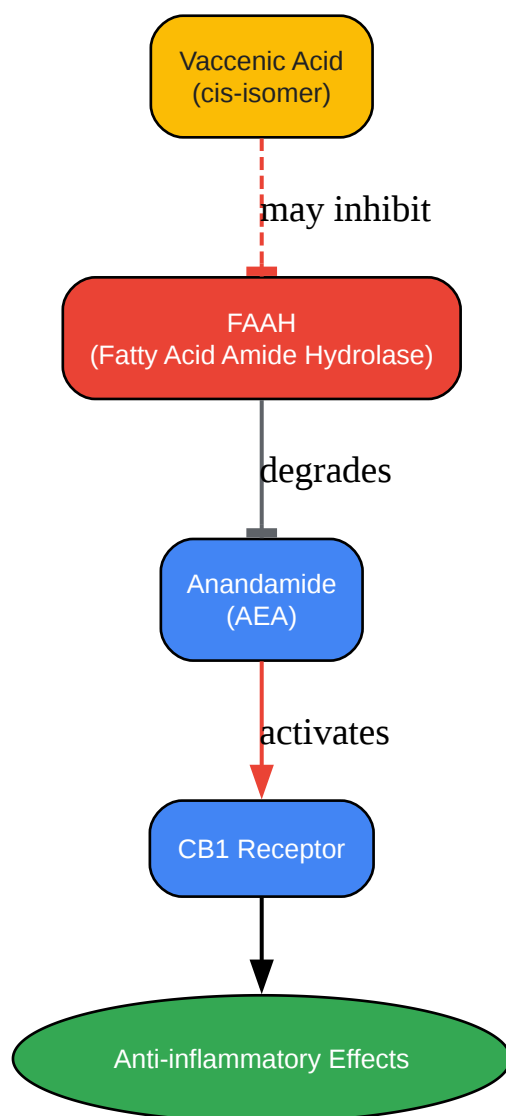 Vaccenic Acid
(cis-isomer)
may inhibit
FAAH
(Fatty Acid Amide Hydrolase)
degrades
Anandamide
(AEA)
activates
CB1 Receptor
Anti-inflammatory Effects